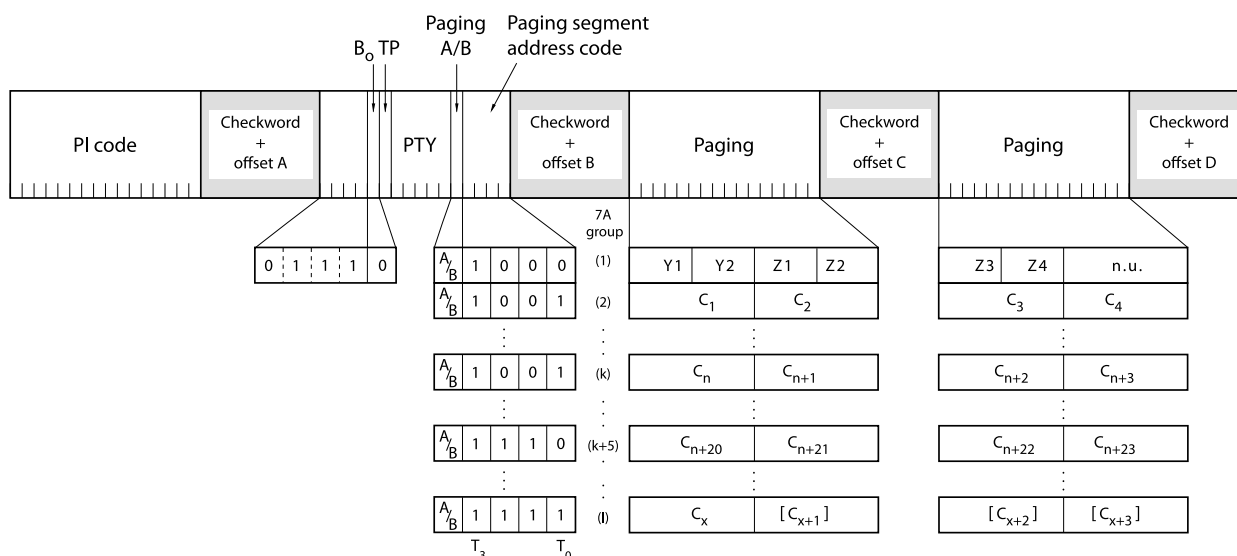 Paging Paging segment
B₀ TP A/B address code
PI code Checkword + offset A PTY Checkword + offset B Paging Checkword + offset C Paging Checkword + offset D
7A group
0 1 1 1 0 A/B 1 0 0 0 (1) Y1 Y2 Z1 Z2 Z3 Z4 n.u.
A/B 1 0 0 1 (2) C₁ C₂ C₃ C₄
A/B 1 0 0 1 (k) Cₙ Cₙ₊₁ Cₙ₊₂ Cₙ₊₃
A/B 1 1 1 0 (k+5) Cₙ₊₂₀ Cₙ₊₂₁ Cₙ₊₂₂ Cₙ₊₂₃
A/B 1 1 1 1 (l) Cₓ [Cₓ₊₁] [Cₓ₊₂] [Cₓ₊₃]
T₃ T₀